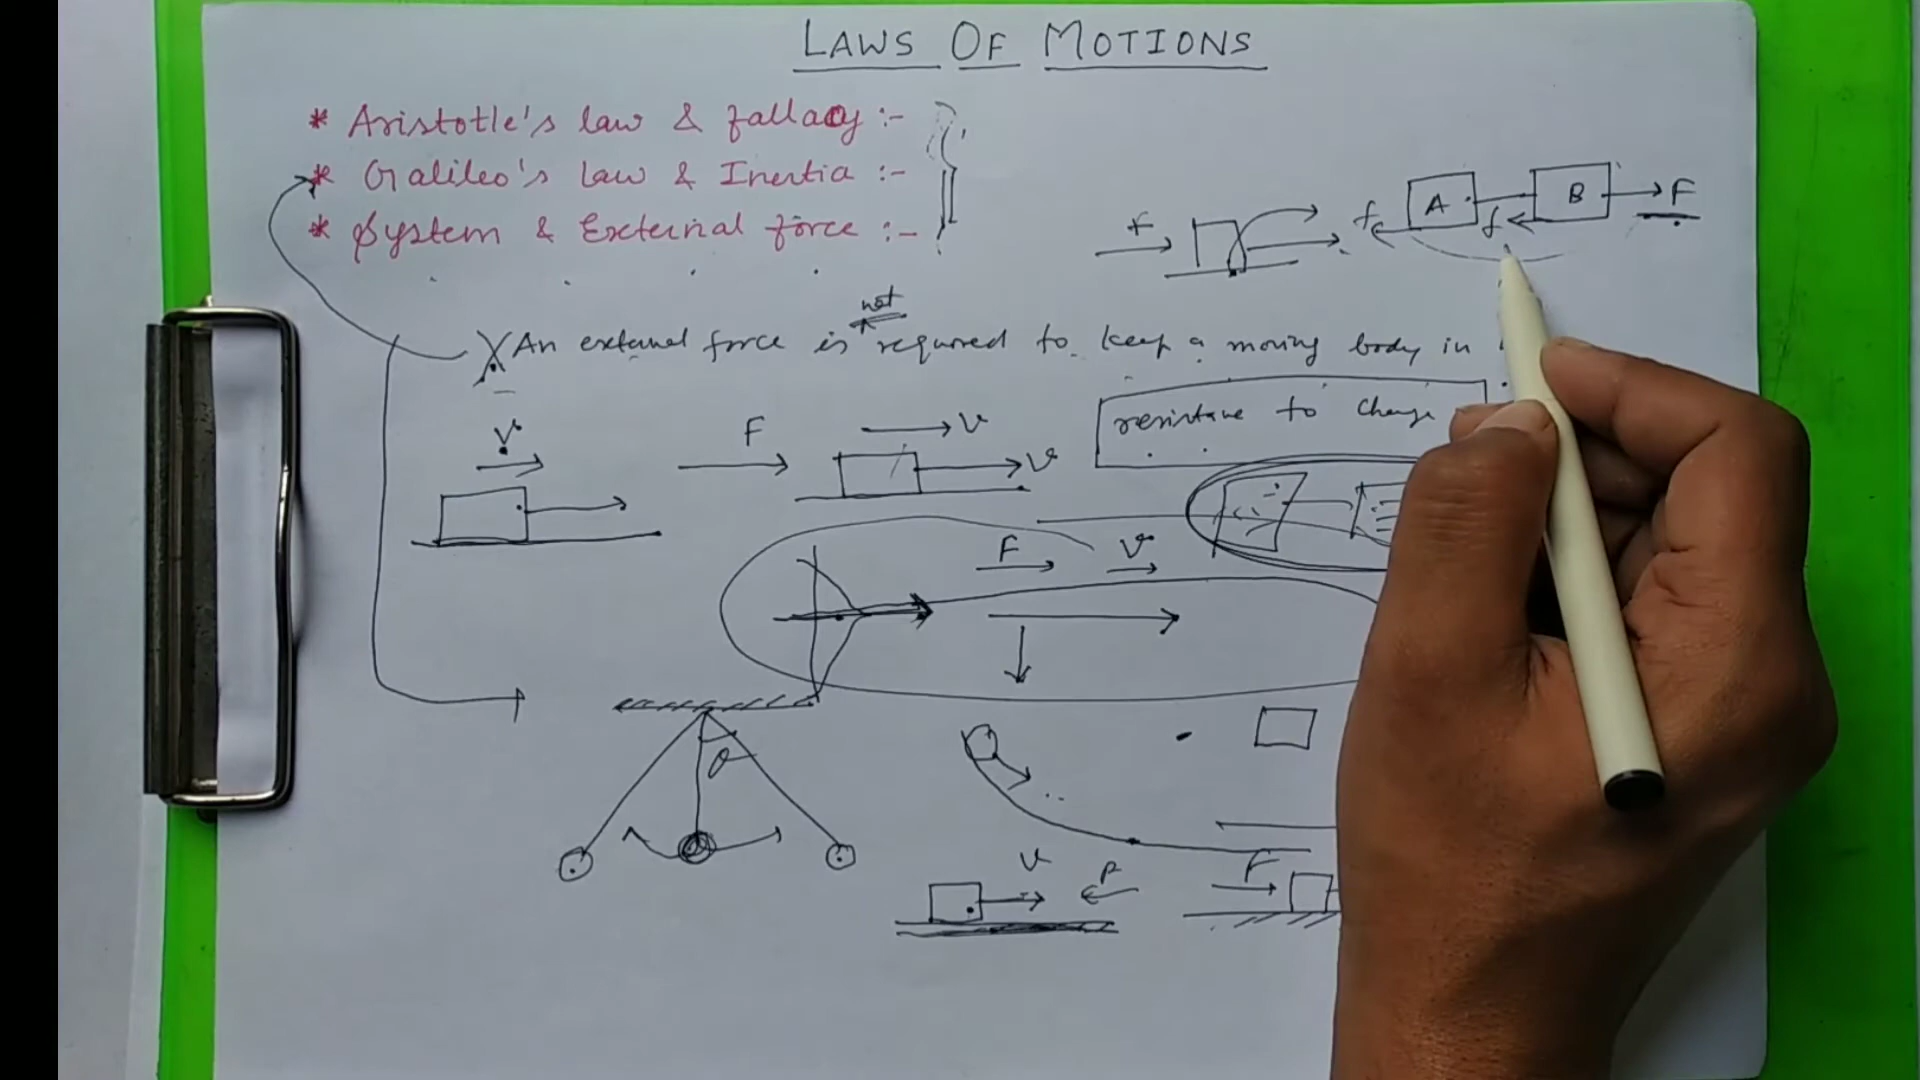 LAWS OF MOTIONS
* Aristotle's law & fallacy :-
* Galileo's Law & Inertia :-
* System & External force :-
A B F
F f f
not
An external force is required to keep a moving body in
resistance to change
v F v v
F v
θ
v F F